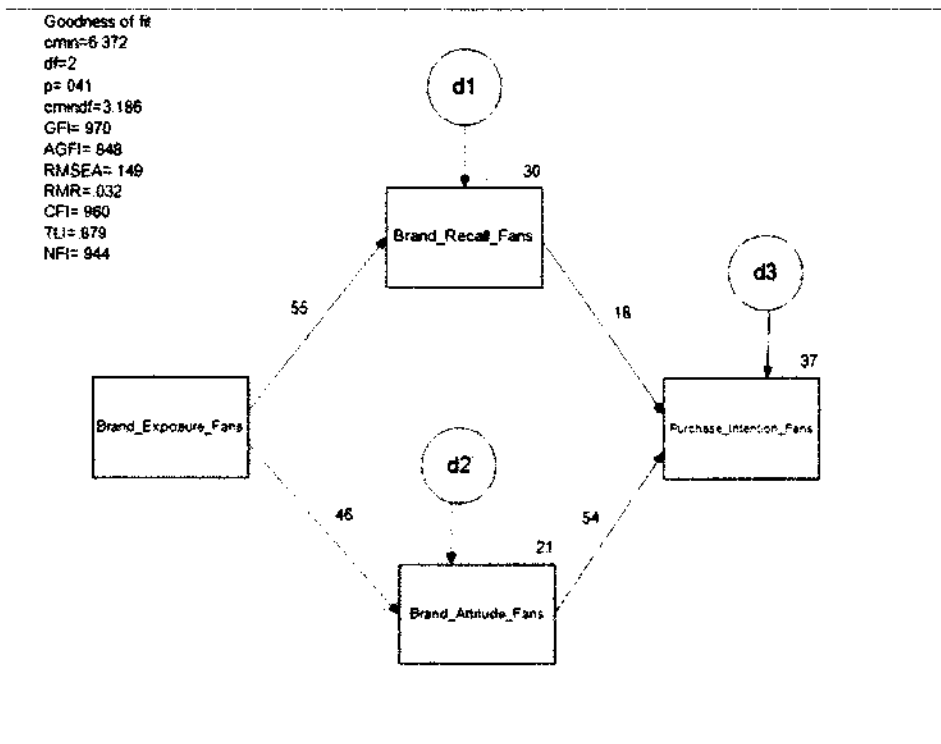 Goodness of fit
cmin=6.372
df=2
p=.041
cmindf=3.186
GFI=.970
AGFI=.848
RMSEA=.149
RMR=.032
CFI=.960
TLI=.879
NFI=.944
d1
30
Brand_Recall_Fans
d3
55
18
37
Brand_Exposure_Fans
Purchase_Intention_Fans
d2
46
54
21
Brand_Attitude_Fans